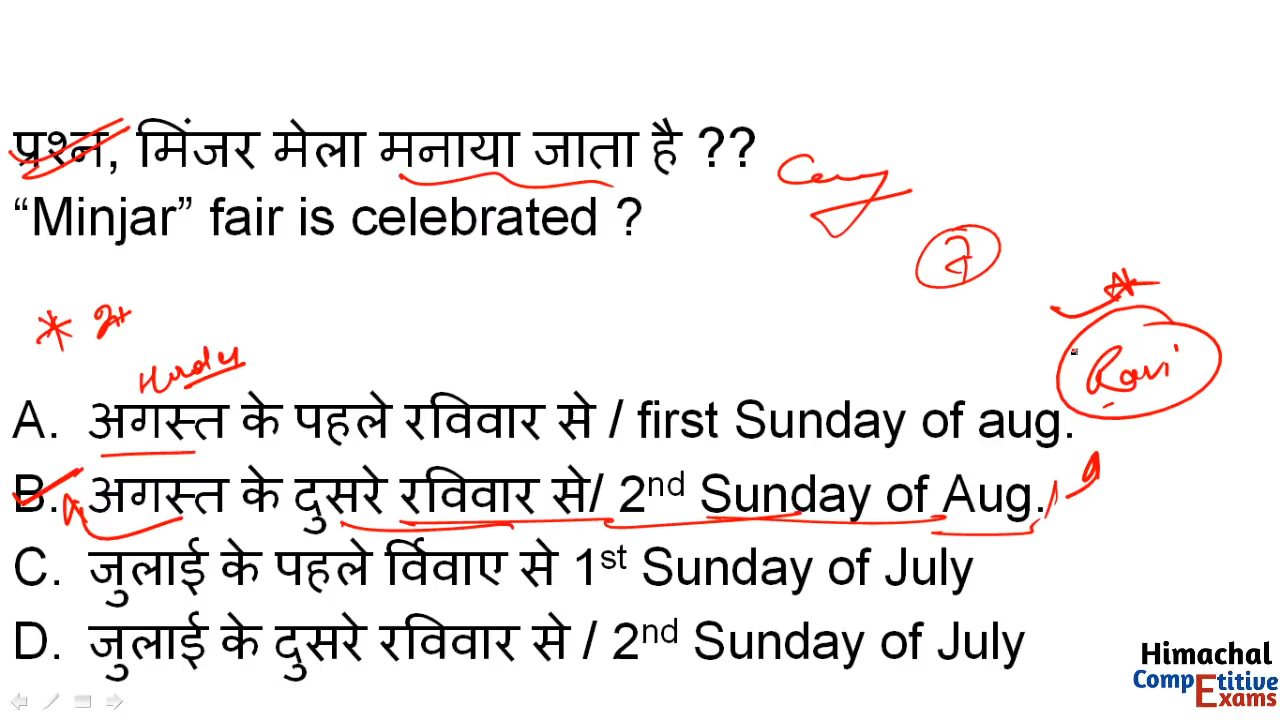 प्रश्न, मिंजर मेला मनाया जाता है ??
“Minjar” fair is celebrated ?
Ravi
A. अगस्त के पहले रविवार से / first Sunday of aug.
B. अगस्त के दुसरे रविवार से/ 2nd Sunday of Aug.
C. जुलाई के पहले र्विवाए से 1st Sunday of July
D. जुलाई के दुसरे रविवार से / 2nd Sunday of July
Himachal
Competitive
Exams